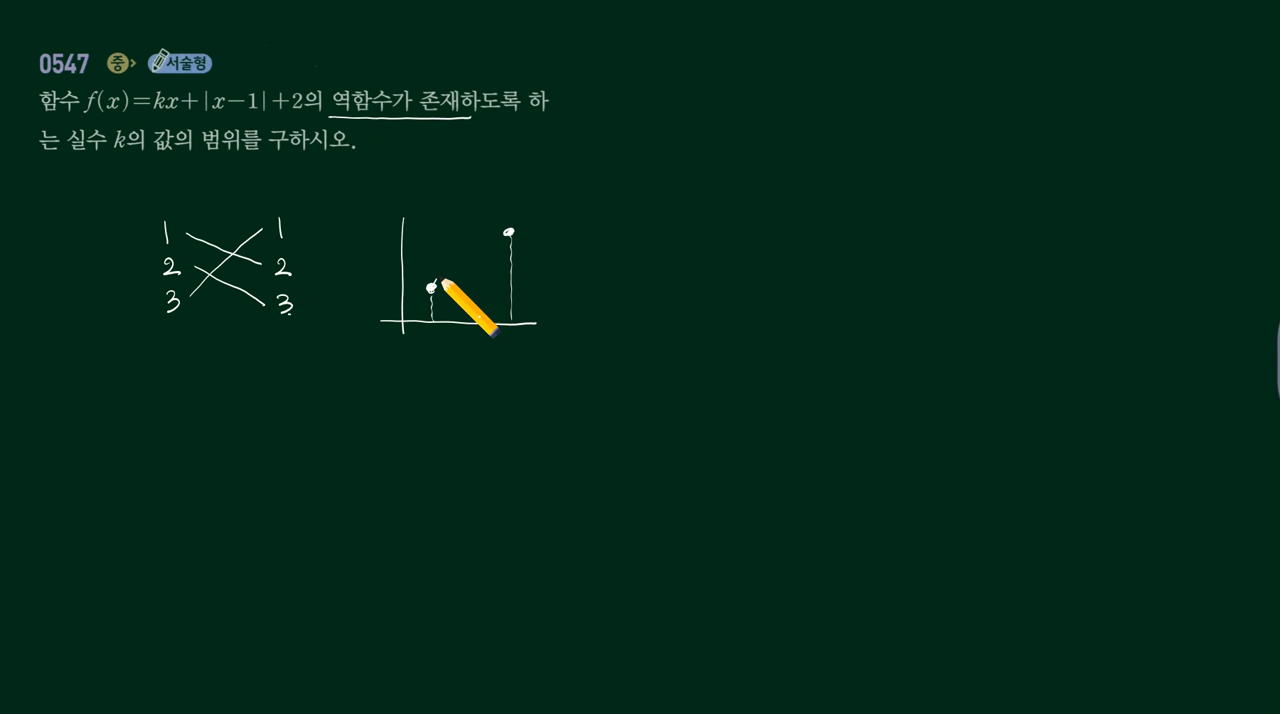 0547 중 서술형
함수 f(x)=kx+|x-1|+2의 역함수가 존재하도록 하
는 실수 k의 값의 범위를 구하시오.
1 1
2 2
3 3